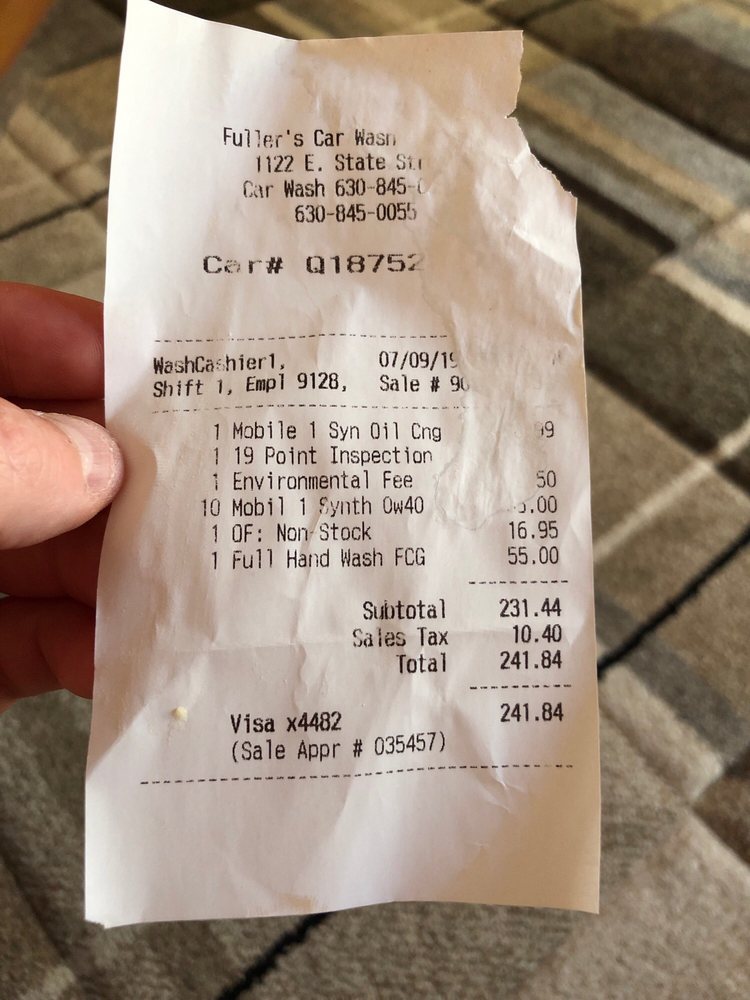 Fuller's Car Wash
1122 E. State
Car Wash 630-845-
630-845-0055
Car# Q18752
WashCashier1, 07/09/19
Shift 1, Empl 9128, Sale #
1 Mobile 1 Syn Oil Cng
1 19 Point Inspection
1 Environmental Fee 50
10 Mobil 1 Synth 0w40 .00
1 OF: Non-Stock 16.95
1 Full Hand Wash FCG 55.00
Subtotal 231.44
Sales Tax 10.40
Total 241.84
Visa x4482 241.84
(Sale Appr # 035457)